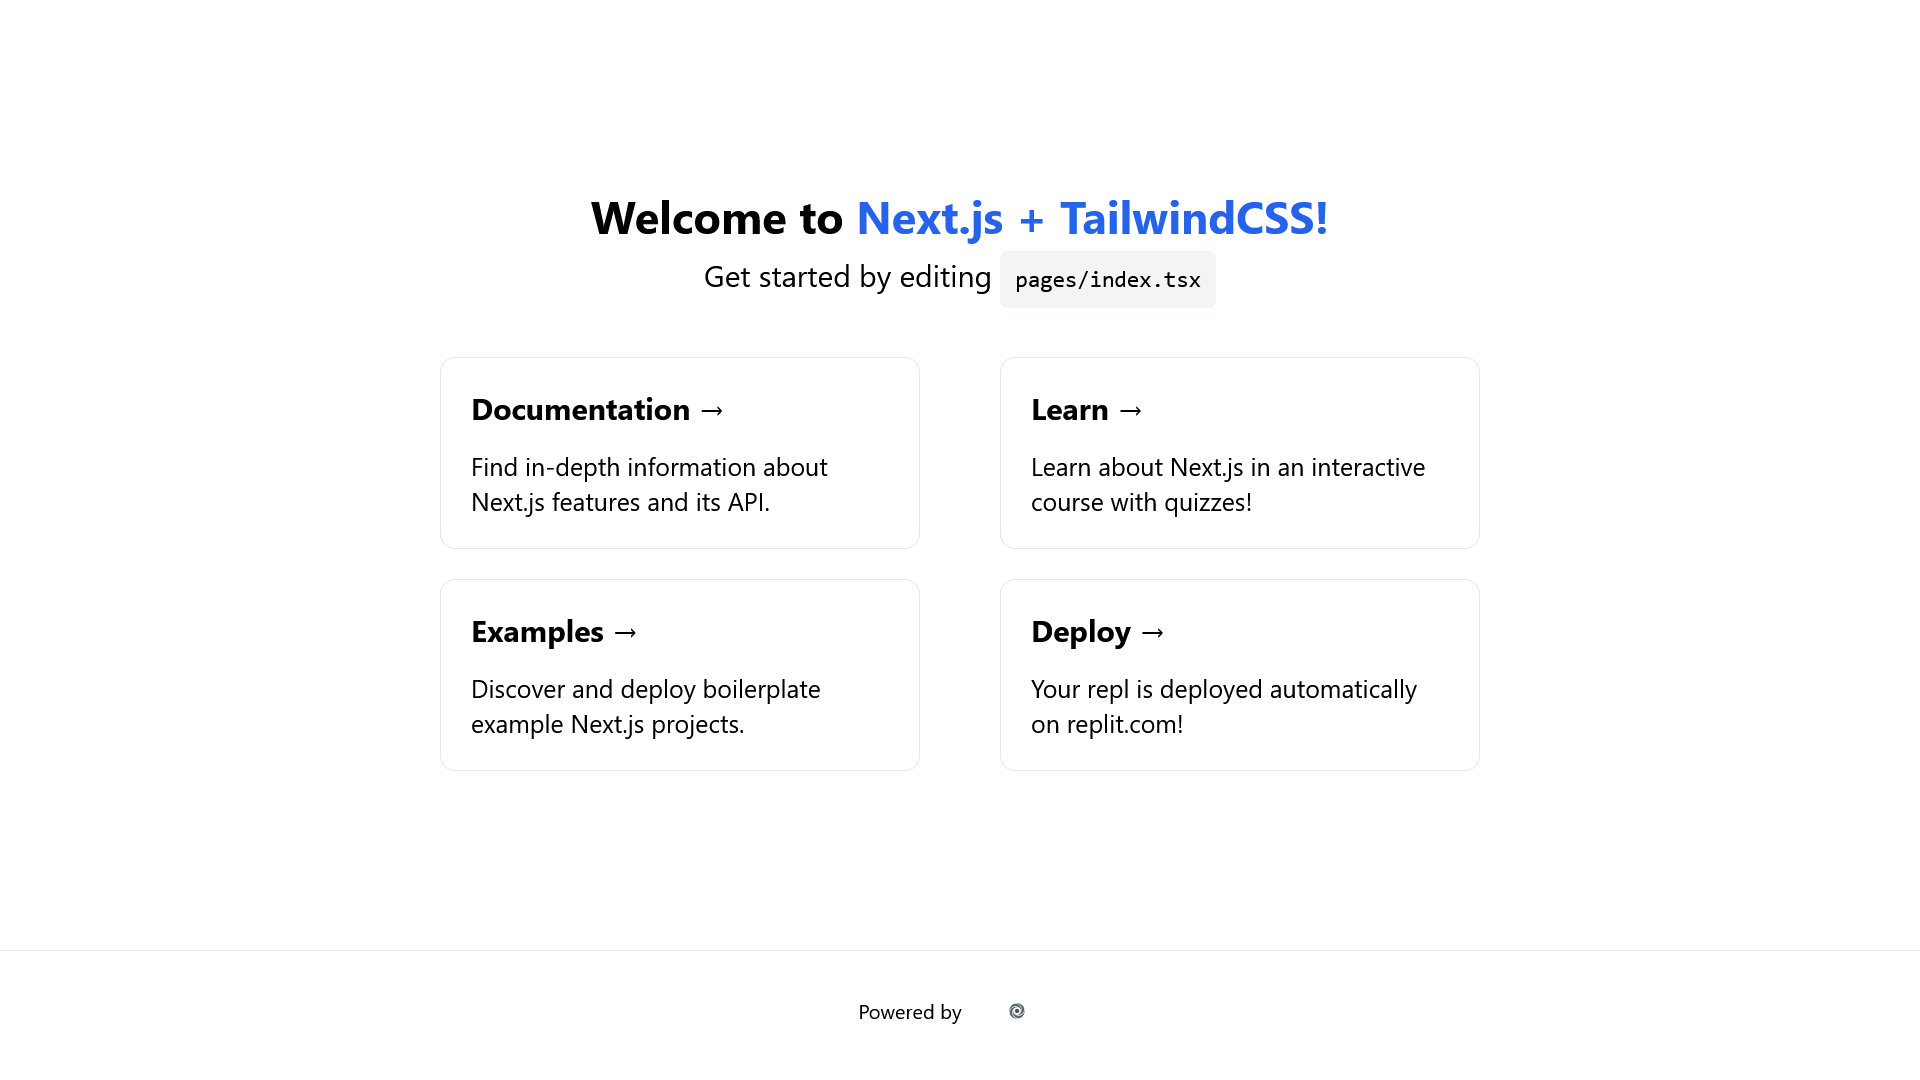 Welcome to Next.js + TailwindCSS!
Get started by editing pages/index.tsx
Documentation →
Find in-depth information about
Next.js features and its API.
Learn →
Learn about Next.js in an interactive
course with quizzes!
Examples →
Discover and deploy boilerplate
example Next.js projects.
Deploy →
Your repl is deployed automatically
on replit.com!
Powered by